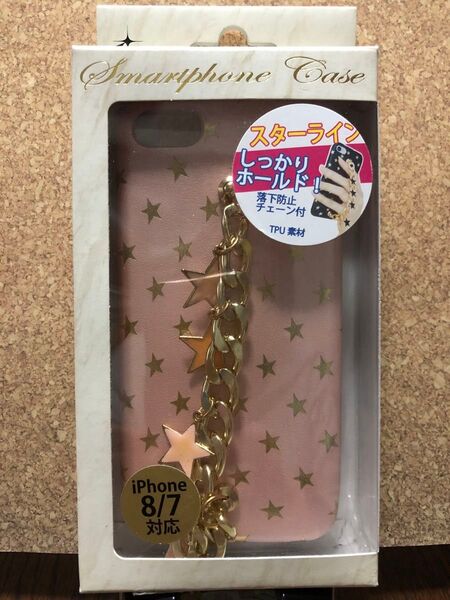 Smartphone Case
スターライン
しっかり
ホールド!
落下防止
チェーン付
TPU 素材
iPhone
8/7
対応